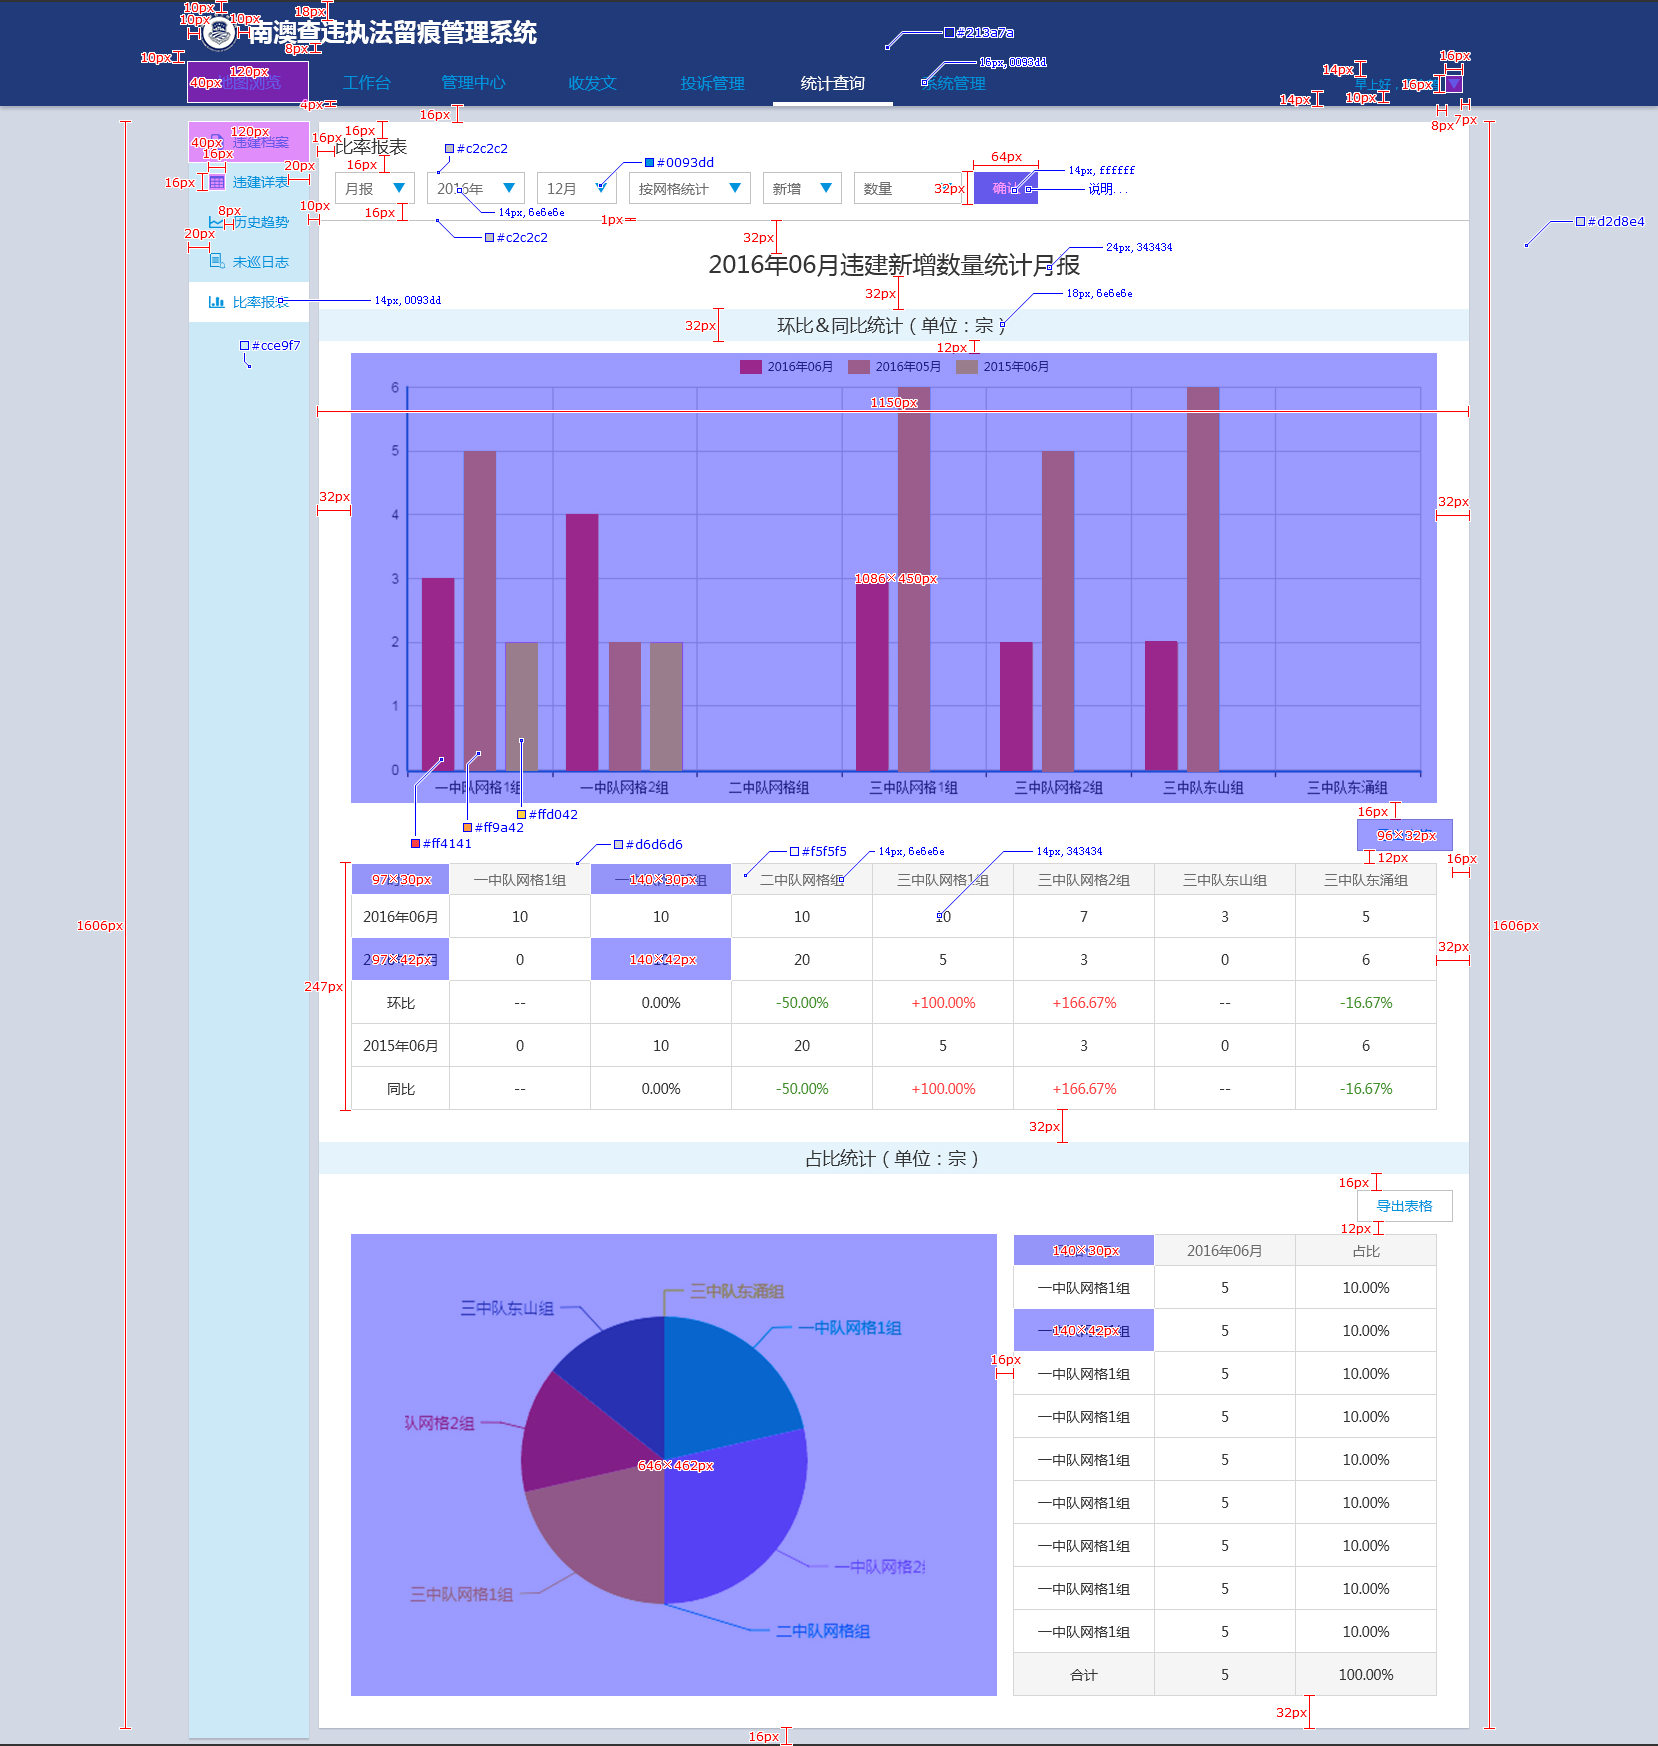 10px
18px
10px
10px
南澳查违执法留痕管理系统
#213a7a
8px
10px
16px, 0093dd
16px
120px
40px
地图浏览
工作台
管理中心
收发文
投诉管理
统计查询
系统管理
14px
早上好，
16px
4px
14px
10px
8px
7px
16px
120px
16px
40px
违建档案
16px
比率报表
#c2c2c2
16px
16px
#0093dd
64px
14px, ffffff
20px
16px
违建详表
月报
2016年
12月
按网格统计
新增
数量
32px
说明...
10px
8px
16px
14px, 6e6e6e
历史趋势
1px
#d2d8e4
20px
#c2c2c2
32px
未巡日志
2016年06月违建新增数量统计月报
24px, 343434
32px
18px, 6e6e6e
比率报表
14px, 0093dd
32px
环比＆同比统计（单位：宗）
#cce9f7
12px
2016年06月
2016年05月
2015年06月
6
1150px
5
32px
32px
4
3
1086×450px
2
1
0
一中队网格1组
一中队网格2组
二中队网格组
三中队网格1组
三中队网格2组
三中队东山组
三中队东涌组
#ffd042
#ff9a42
#ff4141
16px
96×32px
#d6d6d6
#f5f5f5
14px, 6e6e6e
14px, 343434
12px
16px
97×30px
一中队网格1组
140×30px
二中队网格组
三中队网格1组
三中队网格2组
三中队东山组
三中队东涌组
2016年06月
10
10
10
10
7
3
5
1606px
1606px
97×42px
0
140×42px
20
5
3
0
6
32px
247px
环比
--
0.00%
-50.00%
+100.00%
+166.67%
--
-16.67%
2015年06月
0
10
20
5
3
0
6
同比
--
0.00%
-50.00%
+100.00%
+166.67%
--
-16.67%
32px
占比统计（单位：宗）
16px
导出表格
12px
140×30px
2016年06月
占比
一中队网格1组
5
10.00%
140×42px
5
10.00%
16px
一中队网格1组
5
10.00%
一中队网格1组
5
10.00%
一中队网格1组
5
10.00%
一中队网格1组
5
10.00%
一中队网格1组
5
10.00%
一中队网格1组
5
10.00%
一中队网格1组
5
10.00%
合计
5
100.00%
三中队东涌组
三中队东山组
一中队网格1组
队网格2组
646×462px
一中队网格2
三中队网格1组
二中队网格组
32px
16px